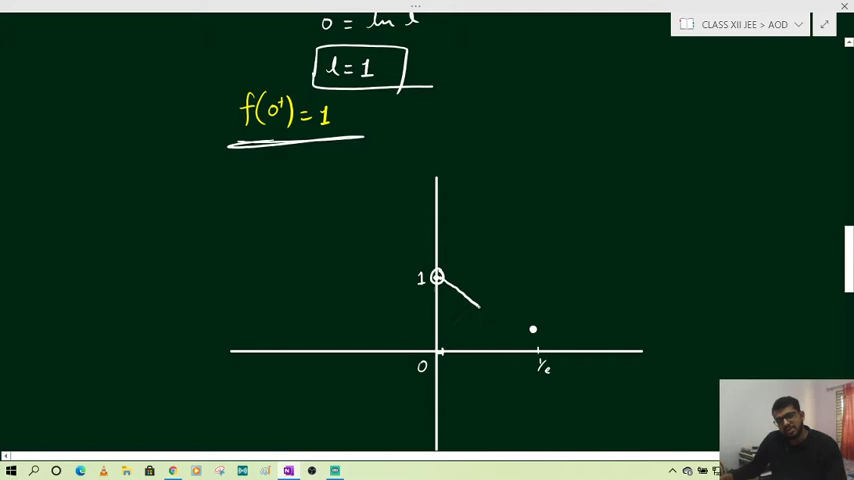 CLASS XII JEE > AOD
0 = ln l
l = 1
f(0⁺) = 1
1
0
1/e